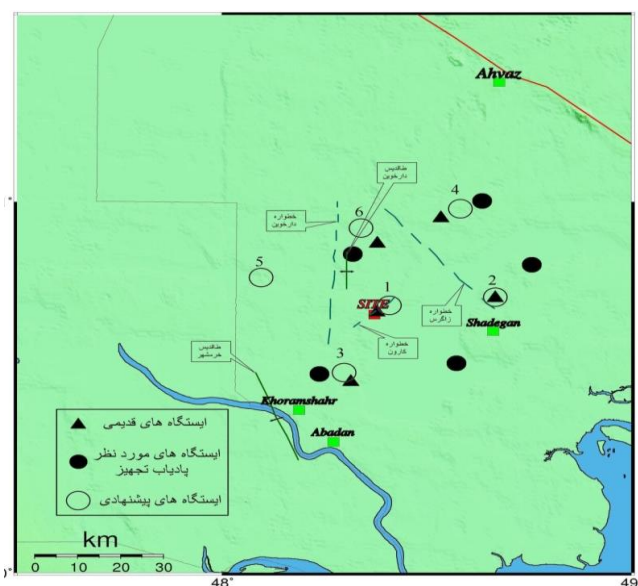 Ahvaz
طاقدیس
دارخوین
خطواره
دارخوین
4
6
5
1
2
SITE
خطواره
زاگرس
Shadegan
خطواره
کارون
طاقدیس
خرمشهر
3
Khoramshahr
Abadan
ایستگاه های قدیمی
ایستگاه های مورد نظر
پادیاب تجهیز
ایستگاه های پیشنهادی
km
0 10 20 30
48°